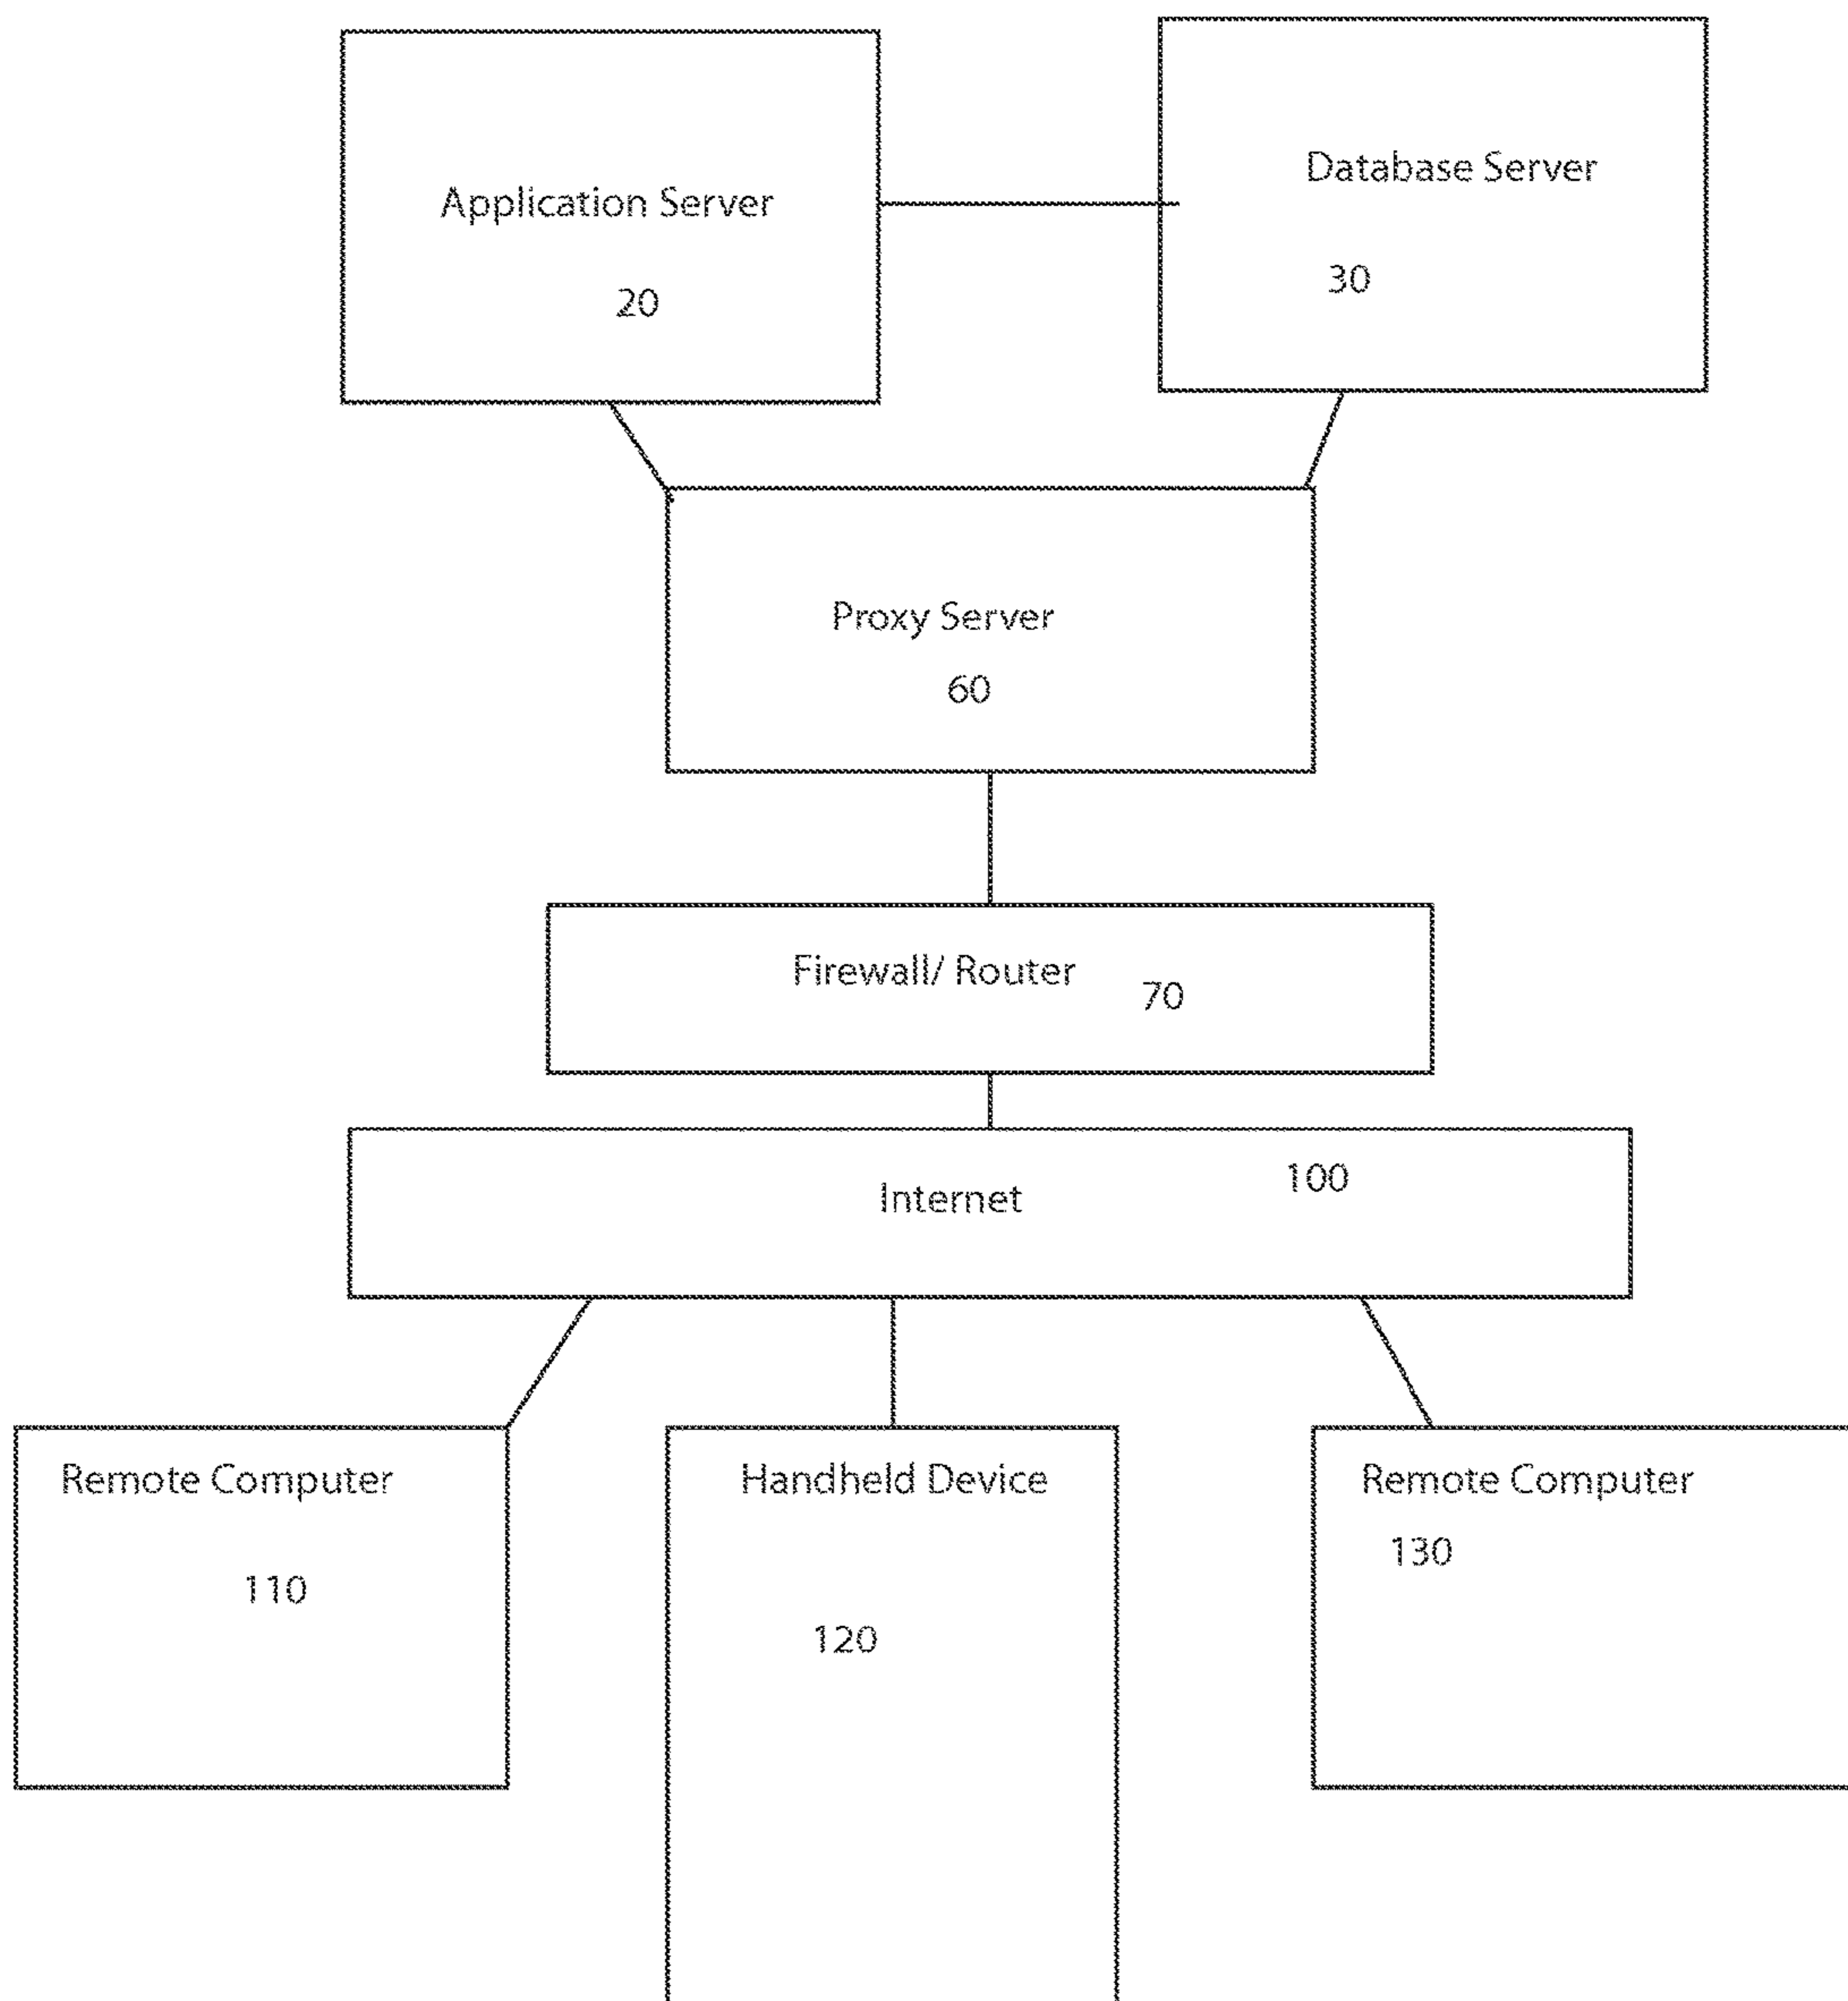 Application Server
20
Database Server
30
Proxy Server
60
Firewall/ Router
70
Internet
100
Remote Computer
110
Handheld Device
120
Remote Computer
130